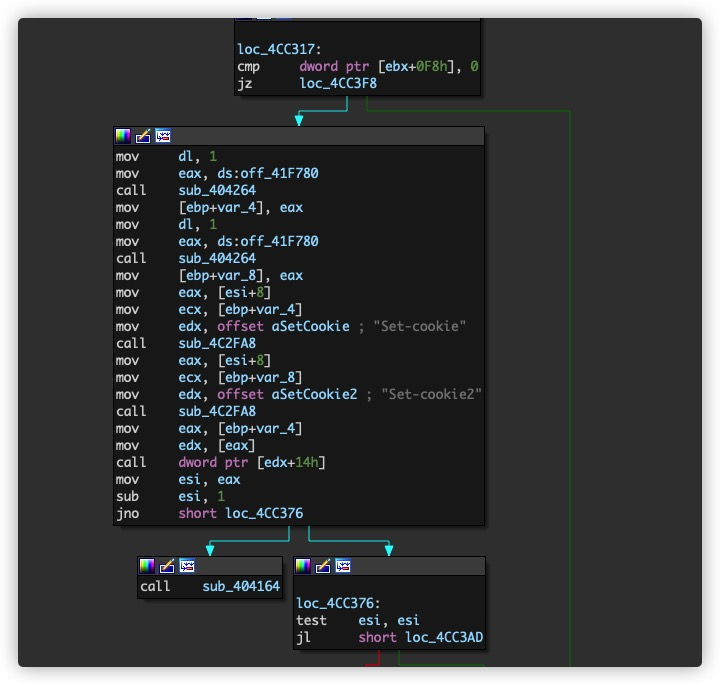 loc_4CC317:
cmp dword ptr [ebx+0F8h], 0
jz loc_4CC3F8
mov dl, 1
mov eax, ds:off_41F780
call sub_404264
mov [ebp+var_4], eax
mov dl, 1
mov eax, ds:off_41F780
call sub_404264
mov [ebp+var_8], eax
mov eax, [esi+8]
mov ecx, [ebp+var_4]
mov edx, offset aSetCookie ; "Set-cookie"
call sub_4C2FA8
mov eax, [esi+8]
mov ecx, [ebp+var_8]
mov edx, offset aSetCookie2 ; "Set-cookie2"
call sub_4C2FA8
mov eax, [ebp+var_4]
mov edx, [eax]
call dword ptr [edx+14h]
mov esi, eax
sub esi, 1
jno short loc_4CC376
call sub_404164
loc_4CC376:
test esi, esi
jl short loc_4CC3AD